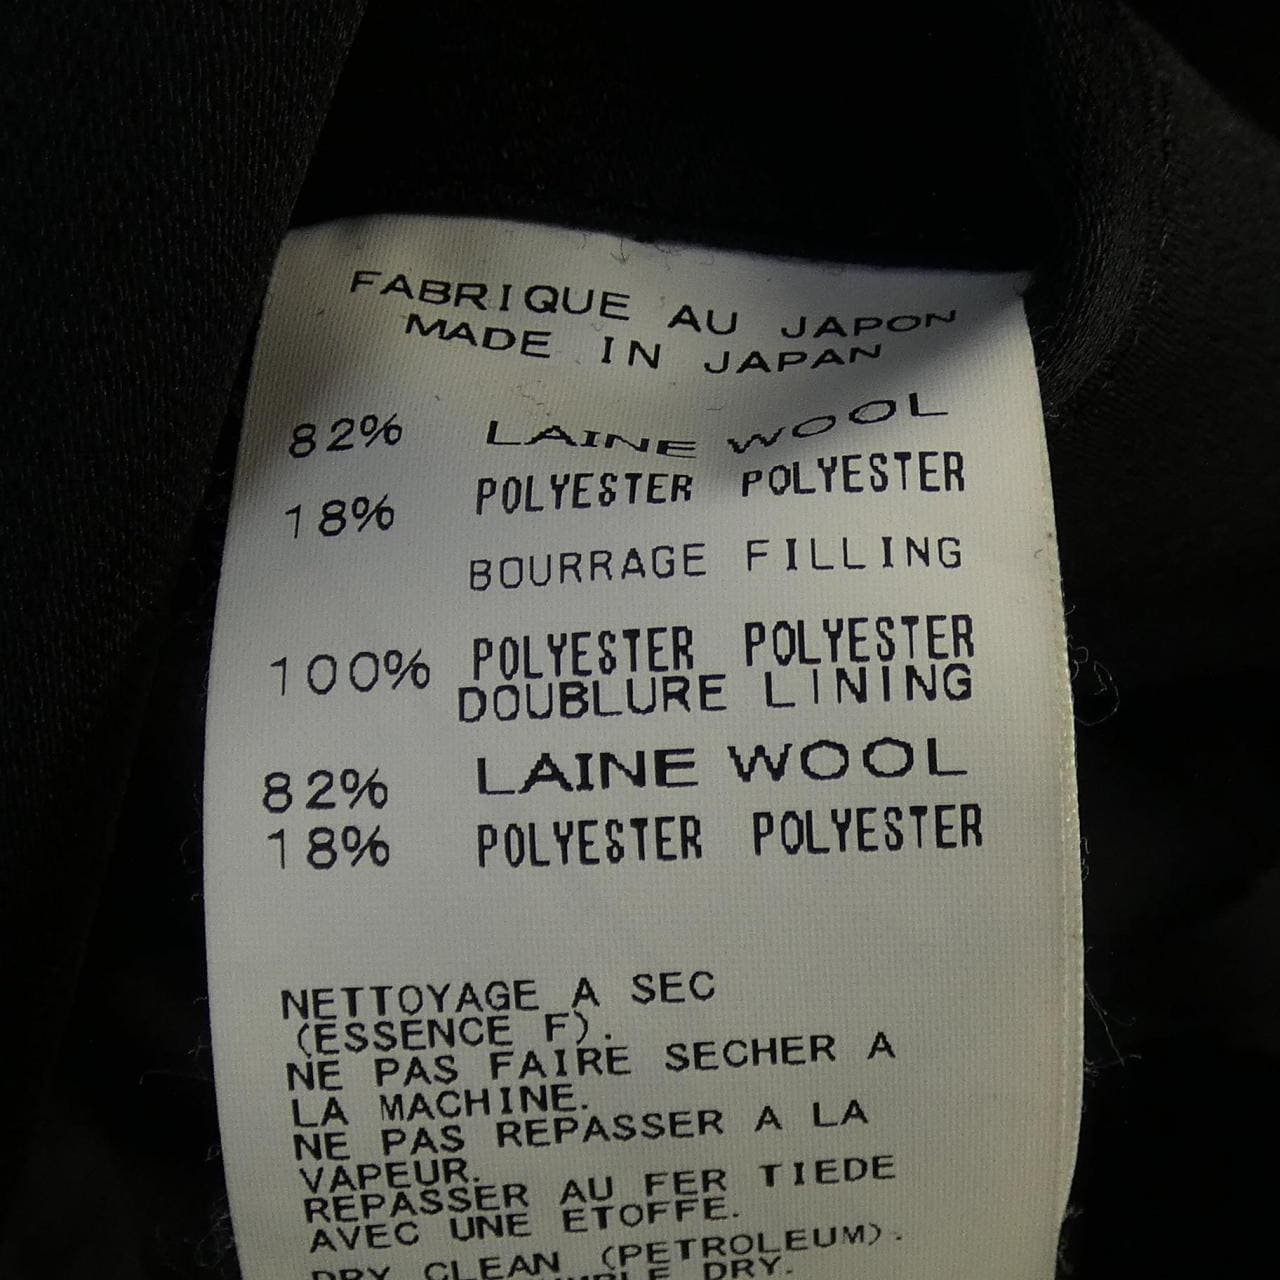 FABRIQUE AU JAPON
MADE IN JAPAN
82% LAINE WOOL
18% POLYESTER POLYESTER
BOURRAGE FILLING
100% POLYESTER POLYESTER
DOUBLURE LINING
82% LAINE WOOL
18% POLYESTER POLYESTER
NETTOYAGE A SEC
(ESSENCE F).
NE PAS FAIRE SECHER A
LA MACHINE.
NE PAS REPASSER A LA
VAPEUR.
REPASSER AU FER TIEDE
AVEC UNE ETOFFE.
DRY CLEAN (PETROLEUM).
DRY.